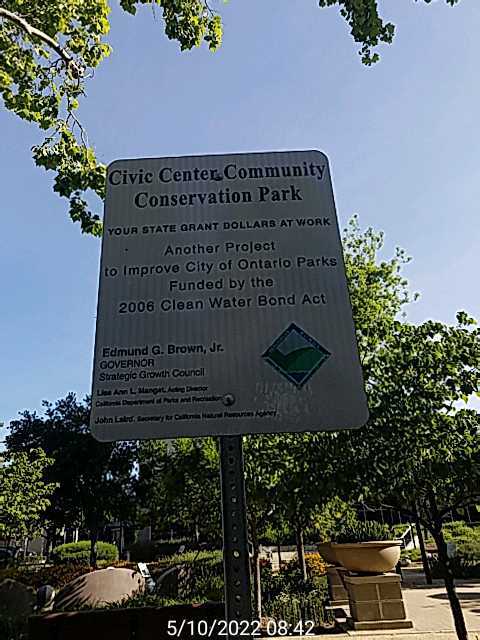 Civic Center Community
Conservation Park
YOUR STATE GRANT DOLLARS AT WORK
Another Project
to Improve City of Ontario Parks
Funded by the
2006 Clean Water Bond Act
Edmund G. Brown, Jr.
GOVERNOR
Strategic Growth Council
Lisa Ann L. Mangat, Acting Director
California Department of Parks and Recreation
John Laird, Secretary for California Natural Resources Agency
5/10/2022 08:42